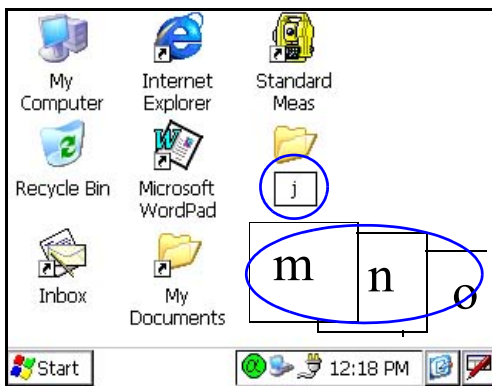 My
Computer
Internet
Explorer
Standard
Meas
Recycle Bin
Microsoft
WordPad
j
Inbox
My
Documents
m
n
o
Start
12:18 PM